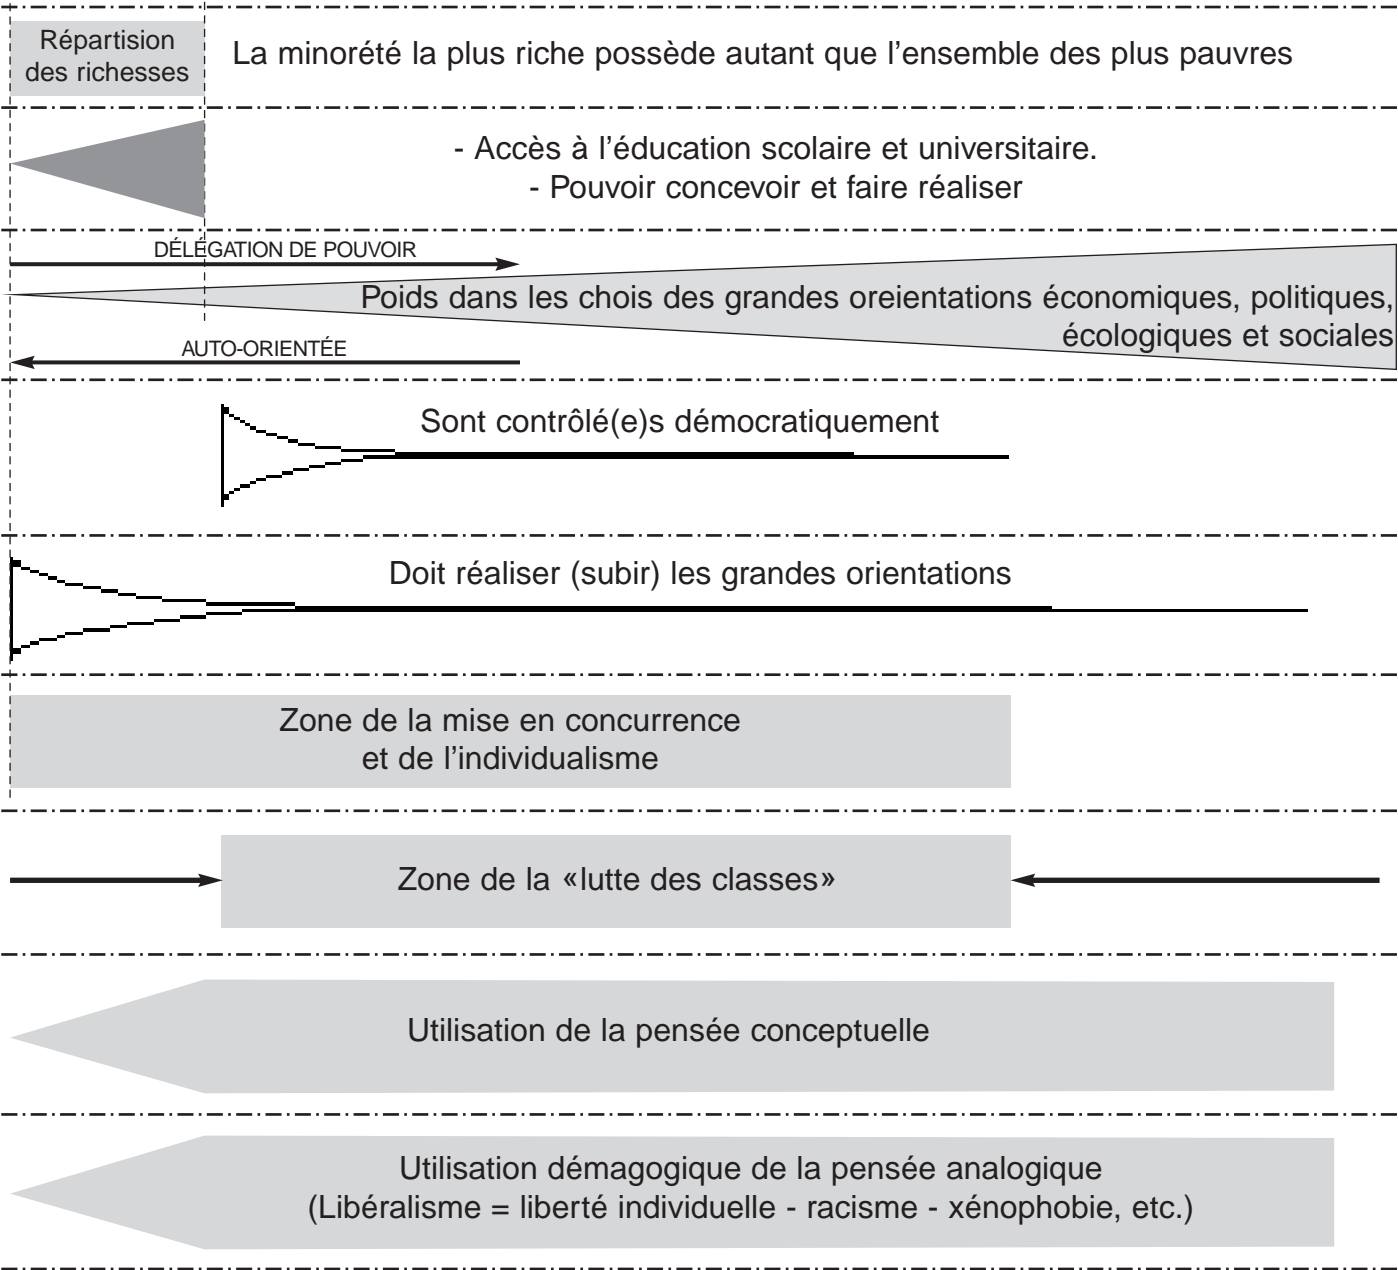 Répartision
des richesses
La minorété la plus riche possède autant que l’ensemble des plus pauvres
- Accès à l’éducation scolaire et universitaire.
- Pouvoir concevoir et faire réaliser
DÉLÉGATION DE POUVOIR
Poids dans les chois des grandes oreientations économiques, politiques,
écologiques et sociales
AUTO-ORIENTÉE
Sont contrôlé(e)s démocratiquement
Doit réaliser (subir) les grandes orientations
Zone de la mise en concurrence
et de l’individualisme
Zone de la «lutte des classes»
Utilisation de la pensée conceptuelle
Utilisation démagogique de la pensée analogique
(Libéralisme = liberté individuelle - racisme - xénophobie, etc.)